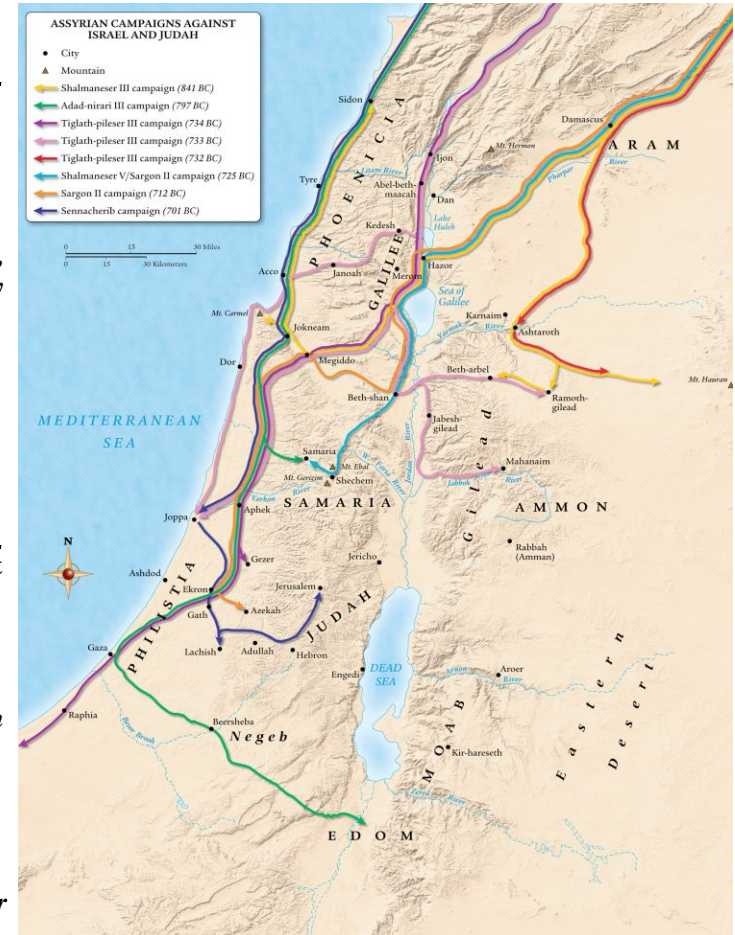 ASSYRIAN CAMPAIGNS AGAINST
ISRAEL AND JUDAH
City
Mountain
Shalmaneser III campaign (841 BC)
Adad-nirari III campaign (797 BC)
Tiglath-pileser III campaign (734 BC)
Tiglath-pileser III campaign (733 BC)
Tiglath-pileser III campaign (732 BC)
Shalmaneser V/Sargon II campaign (725 BC)
Sargon II campaign (712 BC)
Sennacherib campaign (701 BC)
0 15 30 Miles
0 15 30 Kilometers
Sidon
PHOENICIA
Damascus
ARAM
Mt. Herman
Ijon
Litani River
Pharpar
River
Tyre
Abel-beth-
maacah
Dan
Kedesh
Lake
Huleh
GALILEE
Hazor
Acco
Janoah
Merom
Sea of
Galilee
Mt. Carmel
Karnaim
Jokneam
Yarmuk River
Ashtaroth
Dor
Megiddo
Beth-arbel
Mt. Hauran
Beth-shan
Ramoth-
gilead
MEDITERRANEAN
SEA
Jabesh-
gilead
Gilead
Samaria
Mt. Ebal
W. Faria River
Jordan River
Mt. Gerizim
Shechem
Mahanaim
Jabbok River
Yarkon River
SAMARIA
AMMON
Joppa
Aphek
N
Rabbah
(Amman)
Gezer
Jericho
Ashdod
Ekron
Jerusalem
PHILISTIA
Gath
Azekah
JUDAH
Gaza
Lachish
Adullah
Hebron
Engedi
DEAD
SEA
Arnon
River
Aroer
Eastern
Desert
Raphia
Besor Brook
Beersheba
Negeb
MOAB
Kir-hareseth
Zered River
EDOM